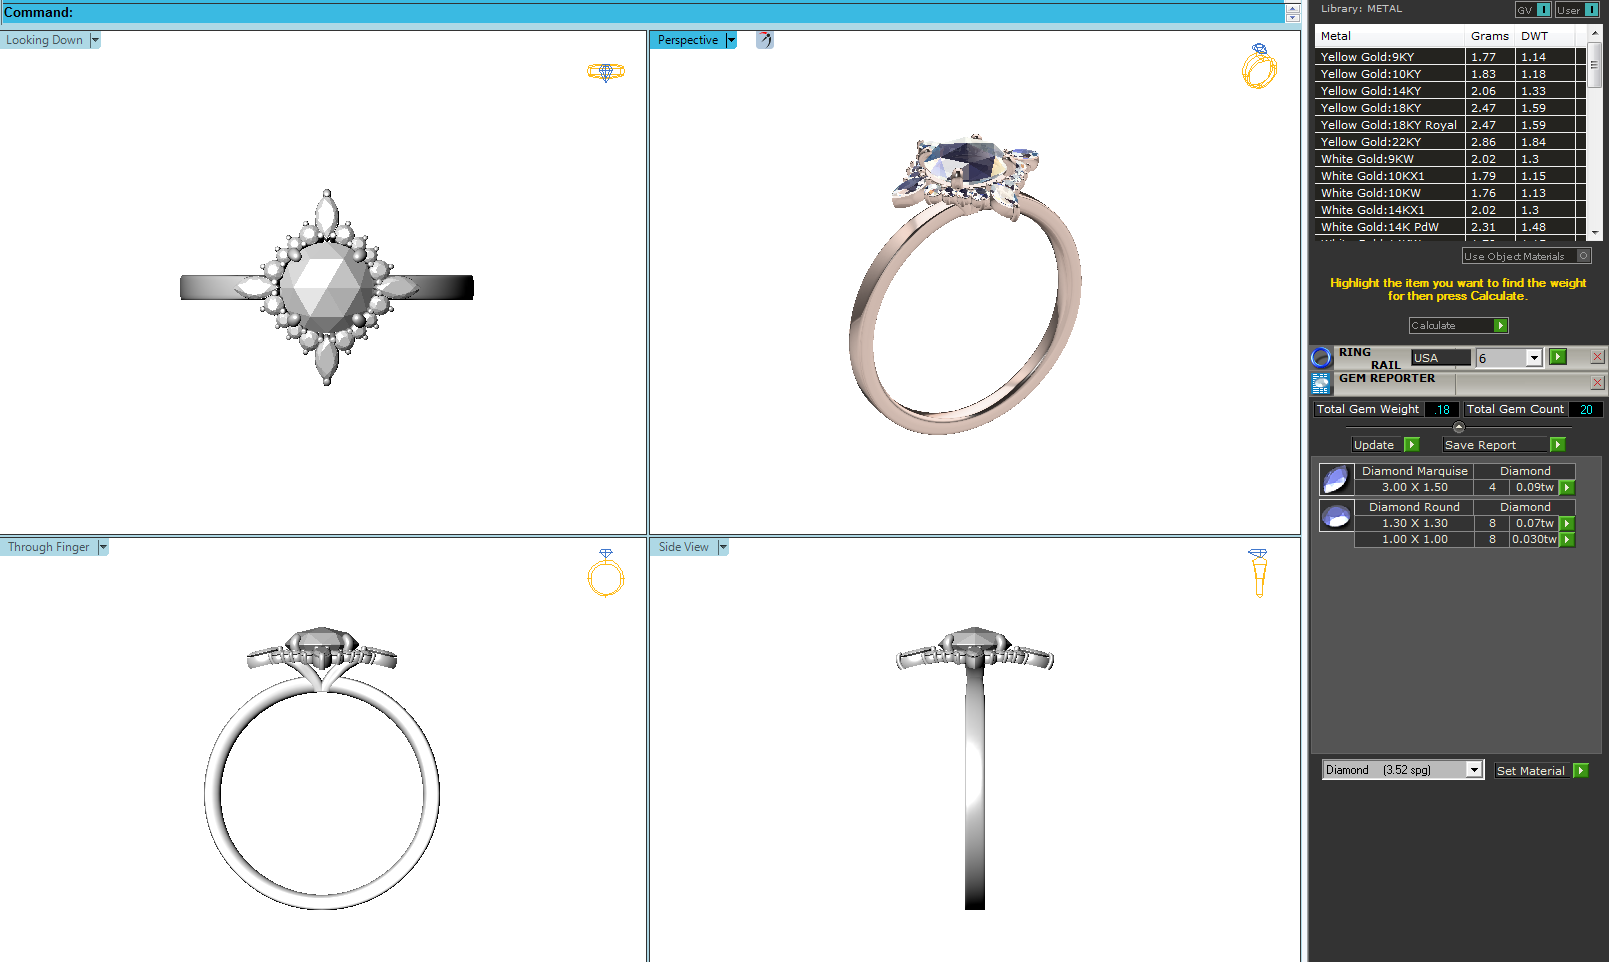 Command:
Looking Down
Perspective
Through Finger
Side View
Library: METAL
GV
User
Metal Grams DWT
Yellow Gold:9KY 1.77 1.14
Yellow Gold:10KY 1.83 1.18
Yellow Gold:14KY 2.06 1.33
Yellow Gold:18KY 2.47 1.59
Yellow Gold:18KY Royal 2.47 1.59
Yellow Gold:22KY 2.86 1.84
White Gold:9KW 2.02 1.3
White Gold:10KX1 1.79 1.15
White Gold:10KW 1.76 1.13
White Gold:14KX1 2.02 1.3
White Gold:14K PdW 2.31 1.48
Use Object Materials
Highlight the item you want to find the weight
for then press Calculate.
Calculate
RING
RAIL USA 6
GEM REPORTER
Total Gem Weight .18 Total Gem Count 20
Update Save Report
Diamond Marquise Diamond
3.00 X 1.50 4 0.09tw
Diamond Round Diamond
1.30 X 1.30 8 0.07tw
1.00 X 1.00 8 0.030tw
Diamond (3.52 spg) Set Material